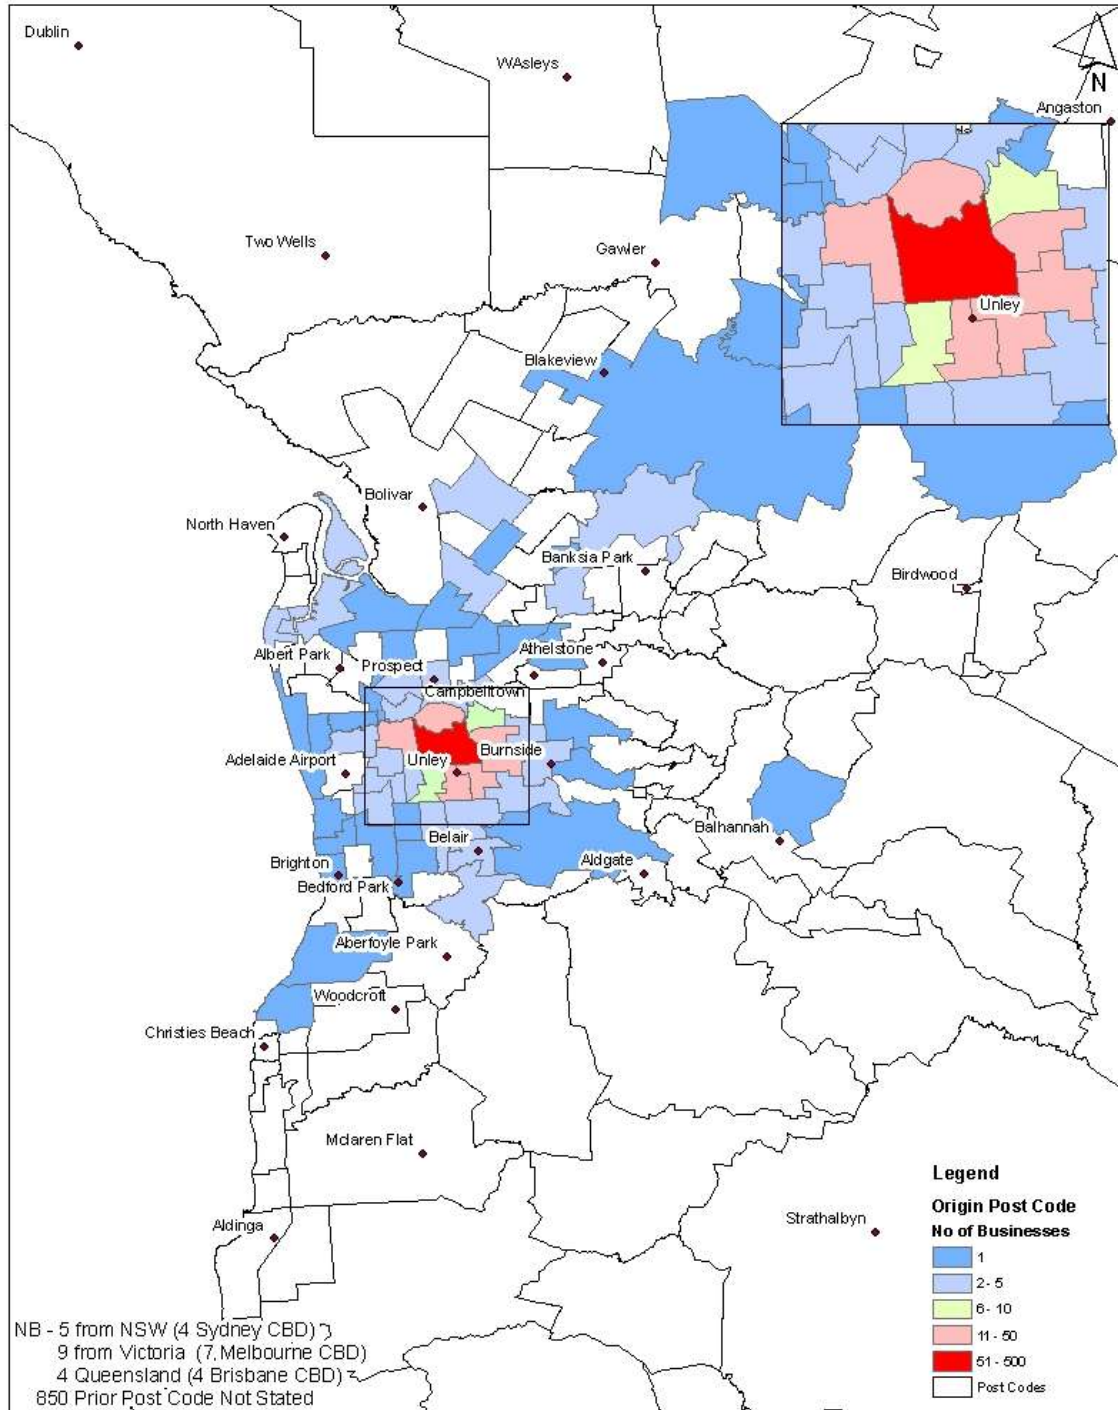 Dublin
WAsleys
N
Angaston
Two Wells
Gawler
Unley
Blakeview
Bolivar
North Haven
Banksia Park
Birdwood
Albert Park
Prospect
Athelstone
Campbelltown
Adelaide Airport
Unley
Burnside
Belair
Balhannah
Brighton
Aldgate
Bedford Park
Aberfoyle Park
Woodcroft
Christies Beach
Mclaren Flat
Aldinga
Strathalbyn
Legend
Origin Post Code
No of Businesses
1
2 - 5
6 - 10
11 - 50
51 - 500
Post Codes
NB - 5 from NSW (4 Sydney CBD)
9 from Victoria (7,Melbourne CBD)
4 Queensland (4 Brisbane CBD)
850 Prior Post Code Not Stated